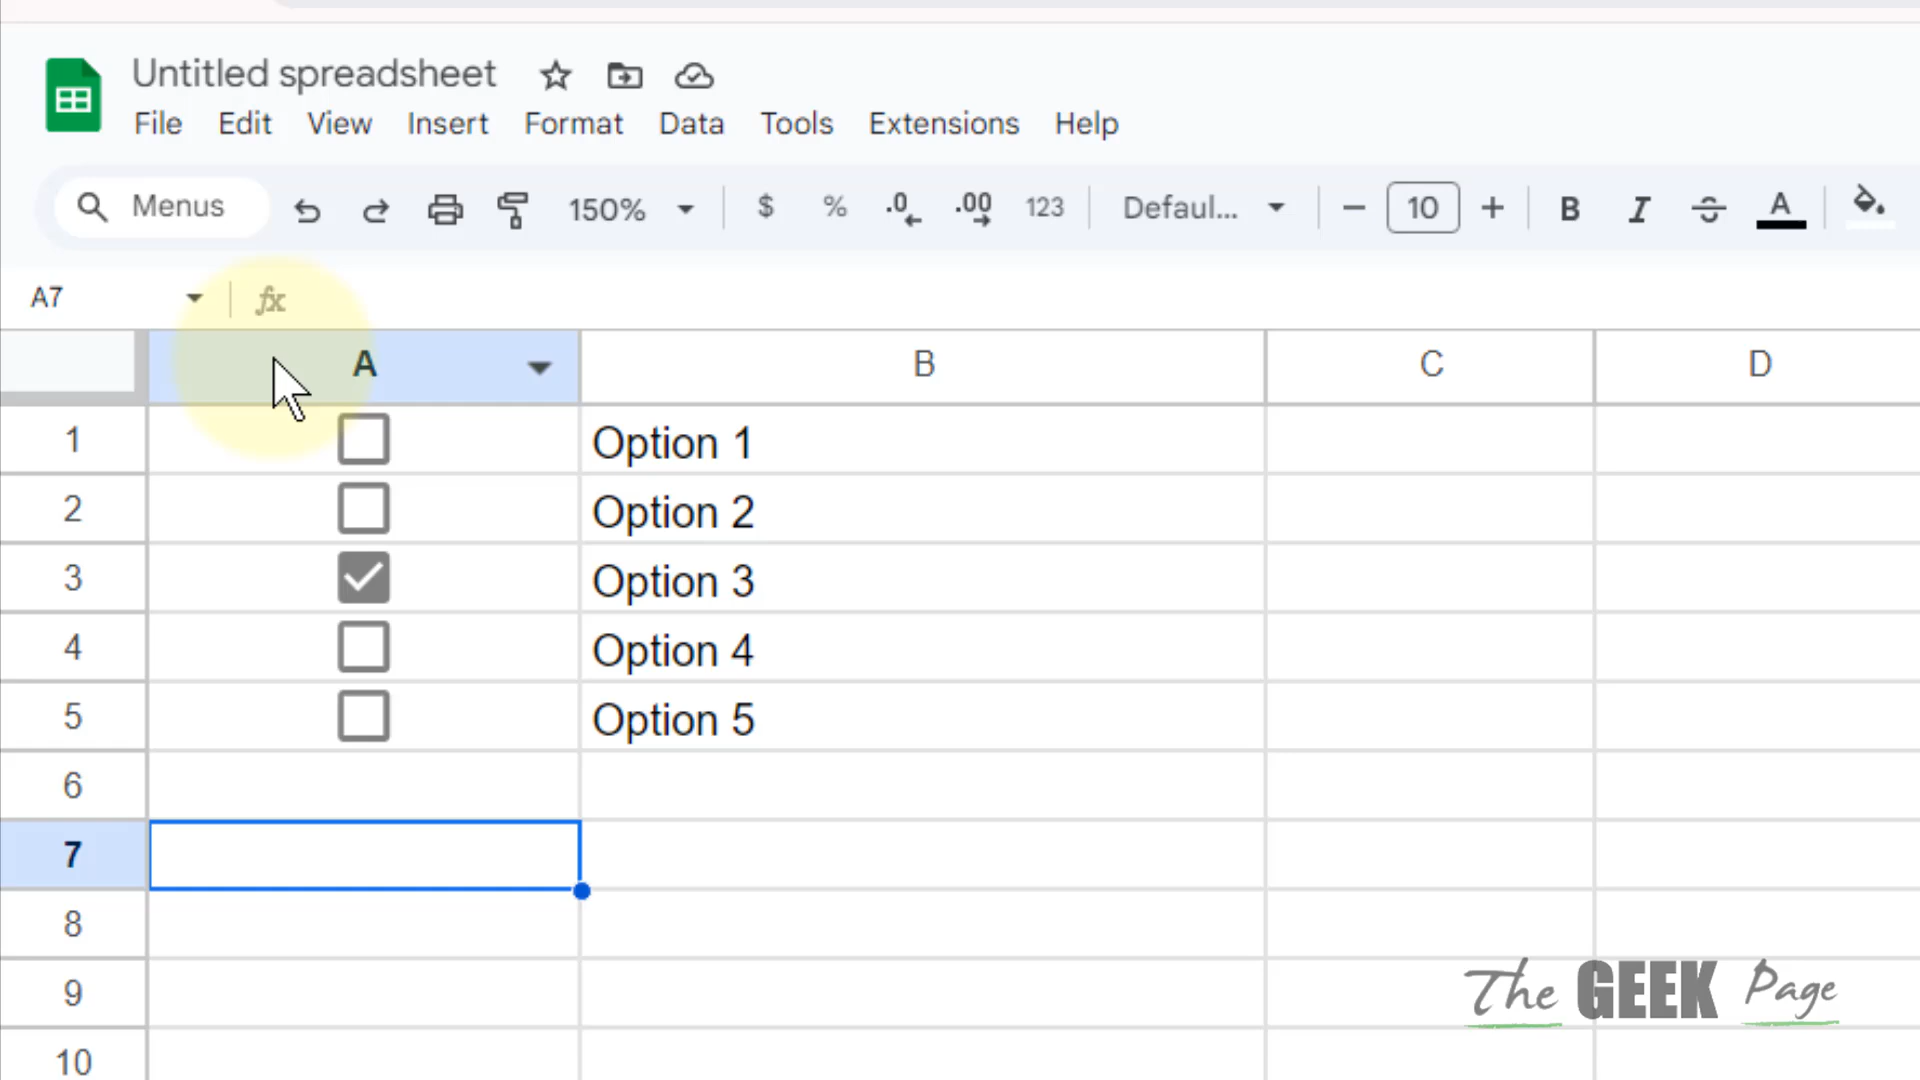 Untitled spreadsheet
File Edit View Insert Format Data Tools Extensions Help
Menus 150% $ % .0 .00 123 Defaul... 10 B I S A
A7 fx
A B C D
1 Option 1
2 Option 2
3 Option 3
4 Option 4
5 Option 5
6
7
8
9
10
The GEEK Page